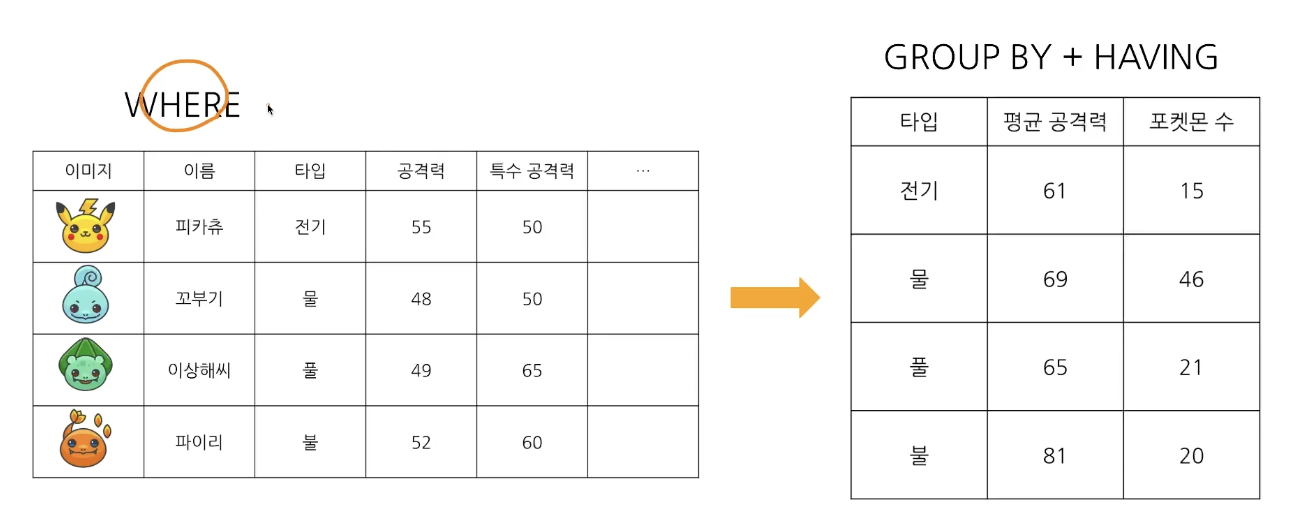 WHERE
이미지 이름 타입 공격력 특수 공격력 ...
피카츄 전기 55 50
꼬부기 물 48 50
이상해씨 풀 49 65
파이리 불 52 60
GROUP BY + HAVING
타입 평균 공격력 포켓몬 수
전기 61 15
물 69 46
풀 65 21
불 81 20